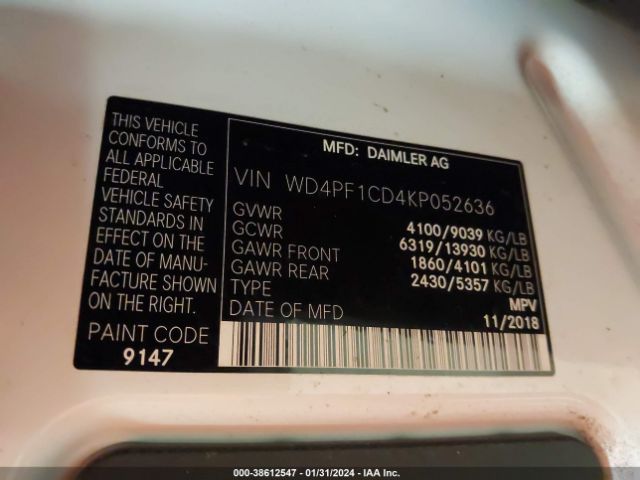 THIS VEHICLE
CONFORMS TO
ALL APPLICABLE
FEDERAL
VEHICLE SAFETY
STANDARDS IN
EFFECT ON THE
DATE OF MANU-
FACTURE SHOWN
ON THE RIGHT.
PAINT CODE
9147
MFD: DAIMLER AG
VIN WD4PF1CD4KP052636
GVWR 4100/9039 KG/LB
GCWR 6319/13930 KG/LB
GAWR FRONT 1860/4101 KG/LB
GAWR REAR 2430/5357 KG/LB
TYPE MPV
DATE OF MFD 11/2018
000-38612547 - 01/31/2024 - IAA Inc.